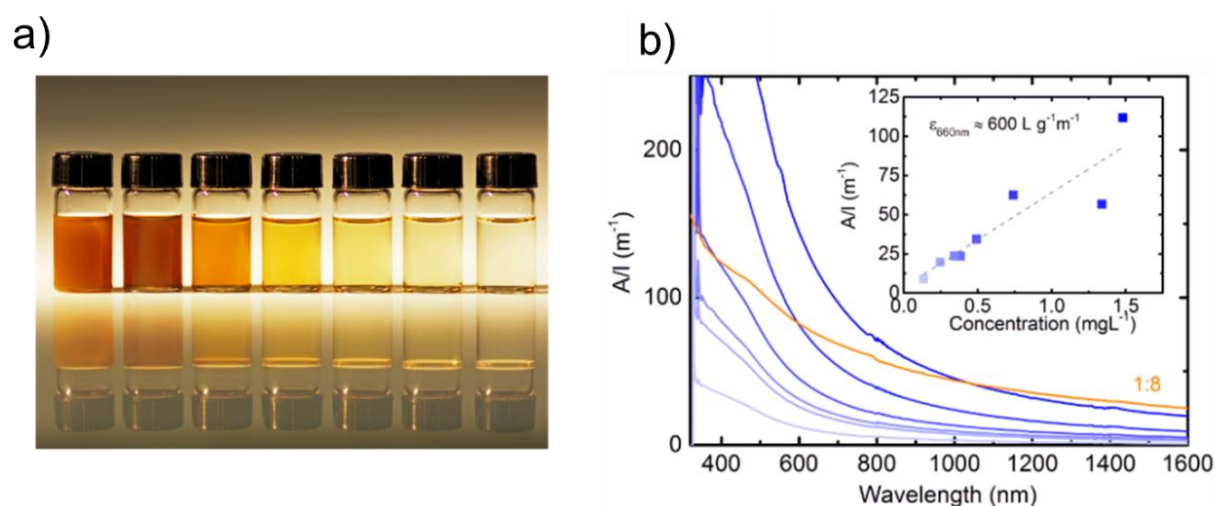 a)
b)
A/l (m⁻¹)
200
100
0
400 600 800 1000 1200 1400 1600
Wavelength (nm)
1:8
A/l (m⁻¹)
125
100
75
50
25
0
0.0 0.5 1.0 1.5
Concentration (mgL⁻¹)
ε660nm ≈ 600 L g⁻¹m⁻¹